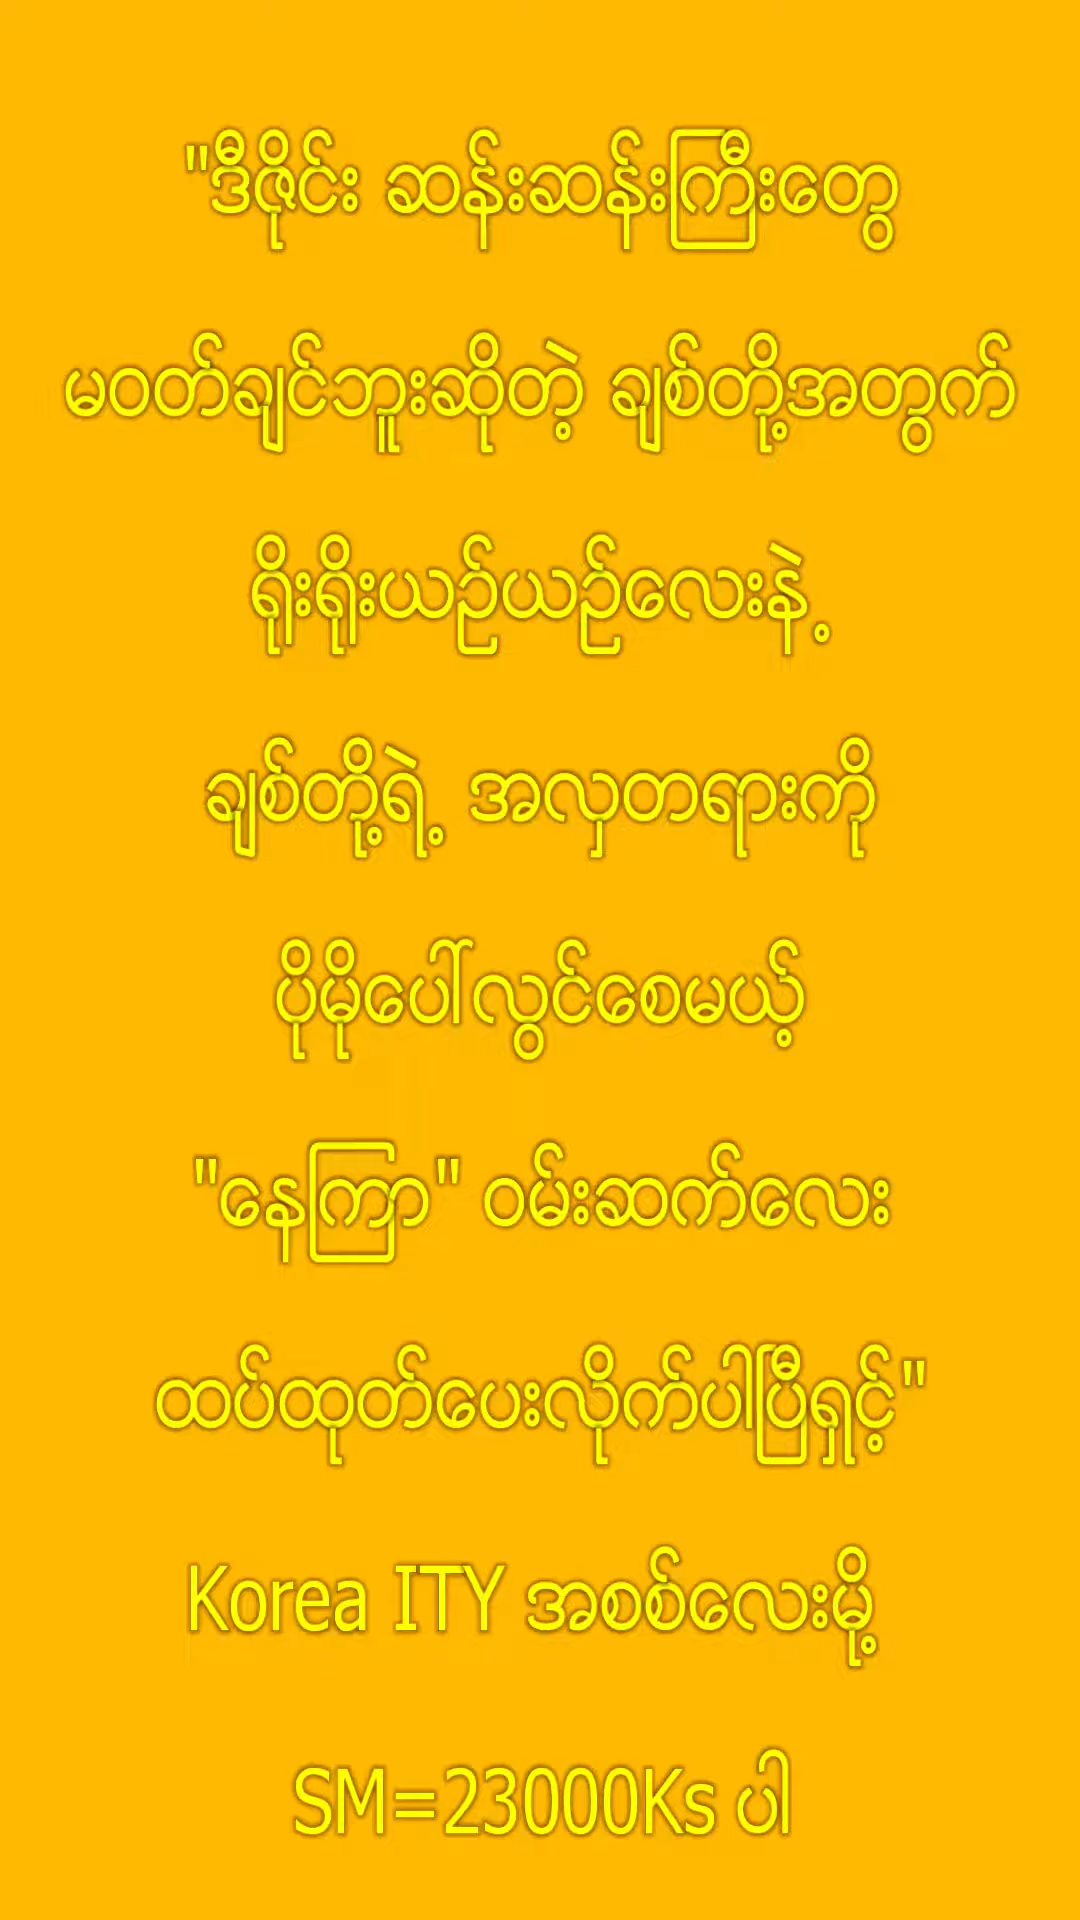 "ဒီဇိုင်း ဆန်းဆန်းကြီးတွေ
မဝတ်ချင်ဘူးဆိုတဲ့ ချစ်တို့အတွက်
ရိုးရိုးယဉ်ယဉ်လေးနဲ့
ချစ်တို့ရဲ့ အလှတရားကို
ပိုမိုပေါ်လွင်စေမယ့်
"နေကြာ" ဝမ်းဆက်လေး
ထပ်ထုတ်ပေးလိုက်ပါပြီရှင့်"
Korea ITY အစစ်လေးမို့
SM=23000Ks ပါ